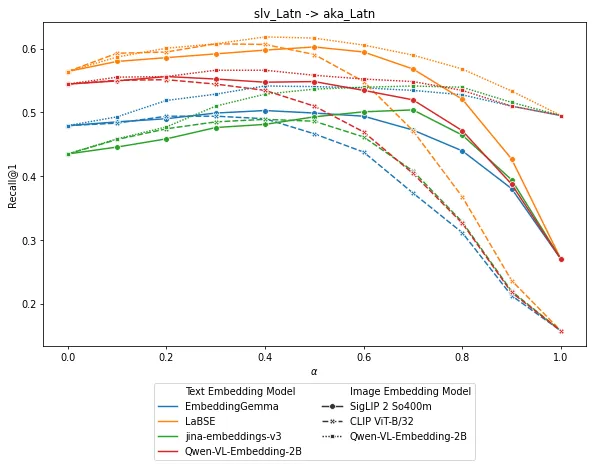 slv_Latn -> aka_Latn
Recall@1
0.6
0.5
0.4
0.3
0.2
0.0 0.2 0.4 0.6 0.8 1.0
α
Text Embedding Model Image Embedding Model
EmbeddingGemma SigLIP 2 So400m
LaBSE CLIP ViT-B/32
jina-embeddings-v3 Qwen-VL-Embedding-2B
Qwen-VL-Embedding-2B